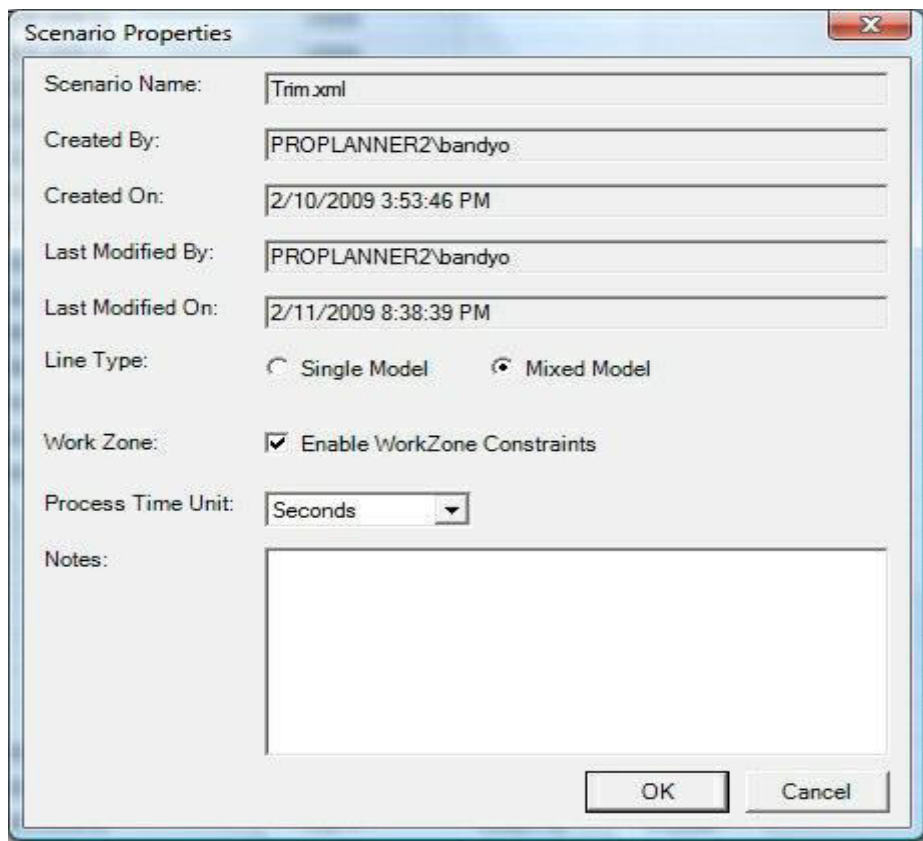 Scenario Properties
Scenario Name: Trim.xml
Created By: PROPLANNER2\bandyo
Created On: 2/10/2009 3:53:46 PM
Last Modified By: PROPLANNER2\bandyo
Last Modified On: 2/11/2009 8:38:39 PM
Line Type: Single Model Mixed Model
Work Zone: Enable WorkZone Constraints
Process Time Unit: Seconds
Notes:
OK Cancel